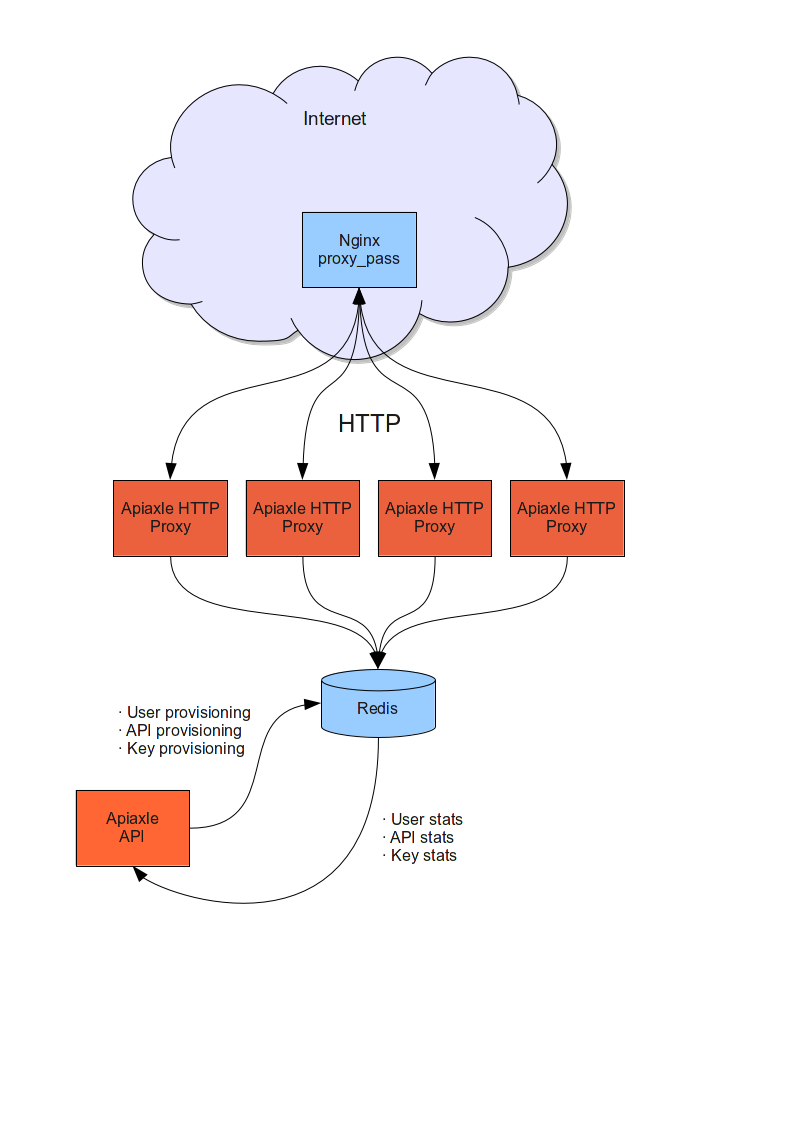 Internet
Nginx
proxy_pass
HTTP
Apiaxle HTTP
Proxy
Apiaxle HTTP
Proxy
Apiaxle HTTP
Proxy
Apiaxle HTTP
Proxy
Redis
· User provisioning
· API provisioning
· Key provisioning
Apiaxle
API
· User stats
· API stats
· Key stats